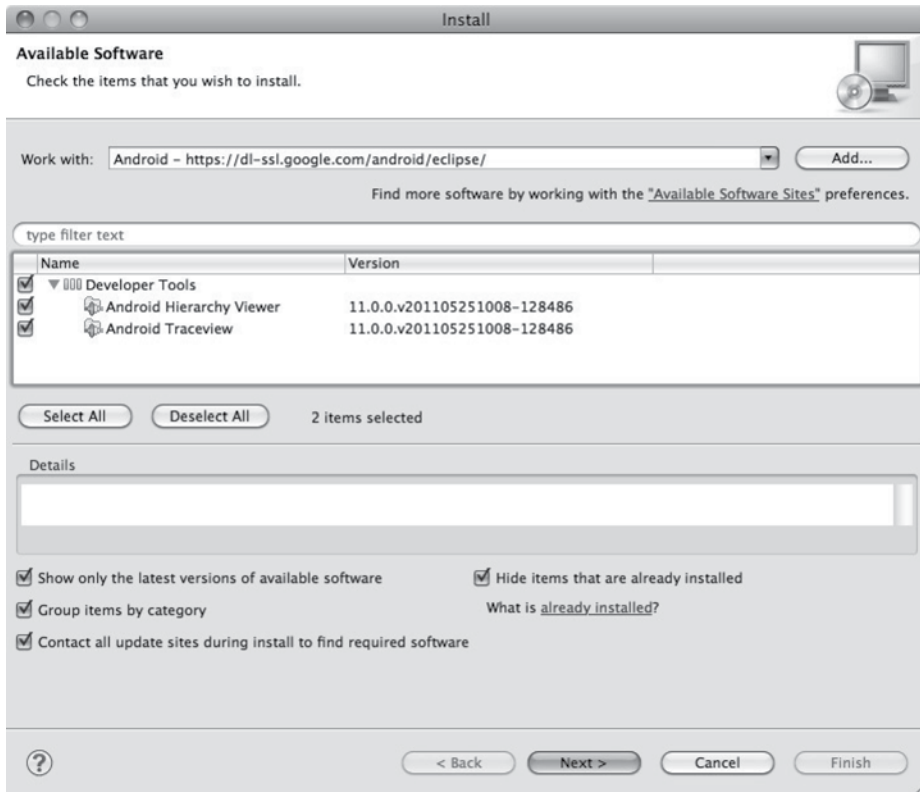 Install
Available Software
Check the items that you wish to install.
Work with: Android - https://dl-ssl.google.com/android/eclipse/ Add...
Find more software by working with the "Available Software Sites" preferences.
type filter text
Name Version
Developer Tools
Android Hierarchy Viewer 11.0.0.v201105251008-128486
Android Traceview 11.0.0.v201105251008-128486
Select All Deselect All 2 items selected
Details
Show only the latest versions of available software Hide items that are already installed
Group items by category What is already installed?
Contact all update sites during install to find required software
? < Back Next > Cancel Finish